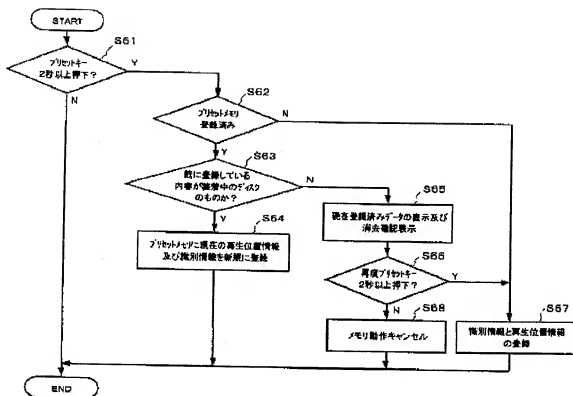 START
S61
プリセットキー
2秒以上押下？
Y
N
S62
プリセットメモリ
登録済み
N
Y
S63
既に登録している
内容が装着中のディスク
のものか？
N
Y
S64
プリセットメモリに現在の再生位置情報
及び識別情報を新規に登録
S65
現在登録済みデータの表示及び
消去確認表示
S66
再度プリセットキー
2秒以上押下？
Y
N
S68
メモリ動作キャンセル
S67
識別情報と再生位置情報
の登録
END